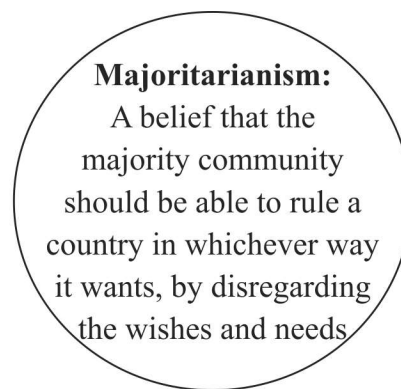 Majoritarianism:
A belief that the
majority community
should be able to rule a
country in whichever way
it wants, by disregarding
the wishes and needs